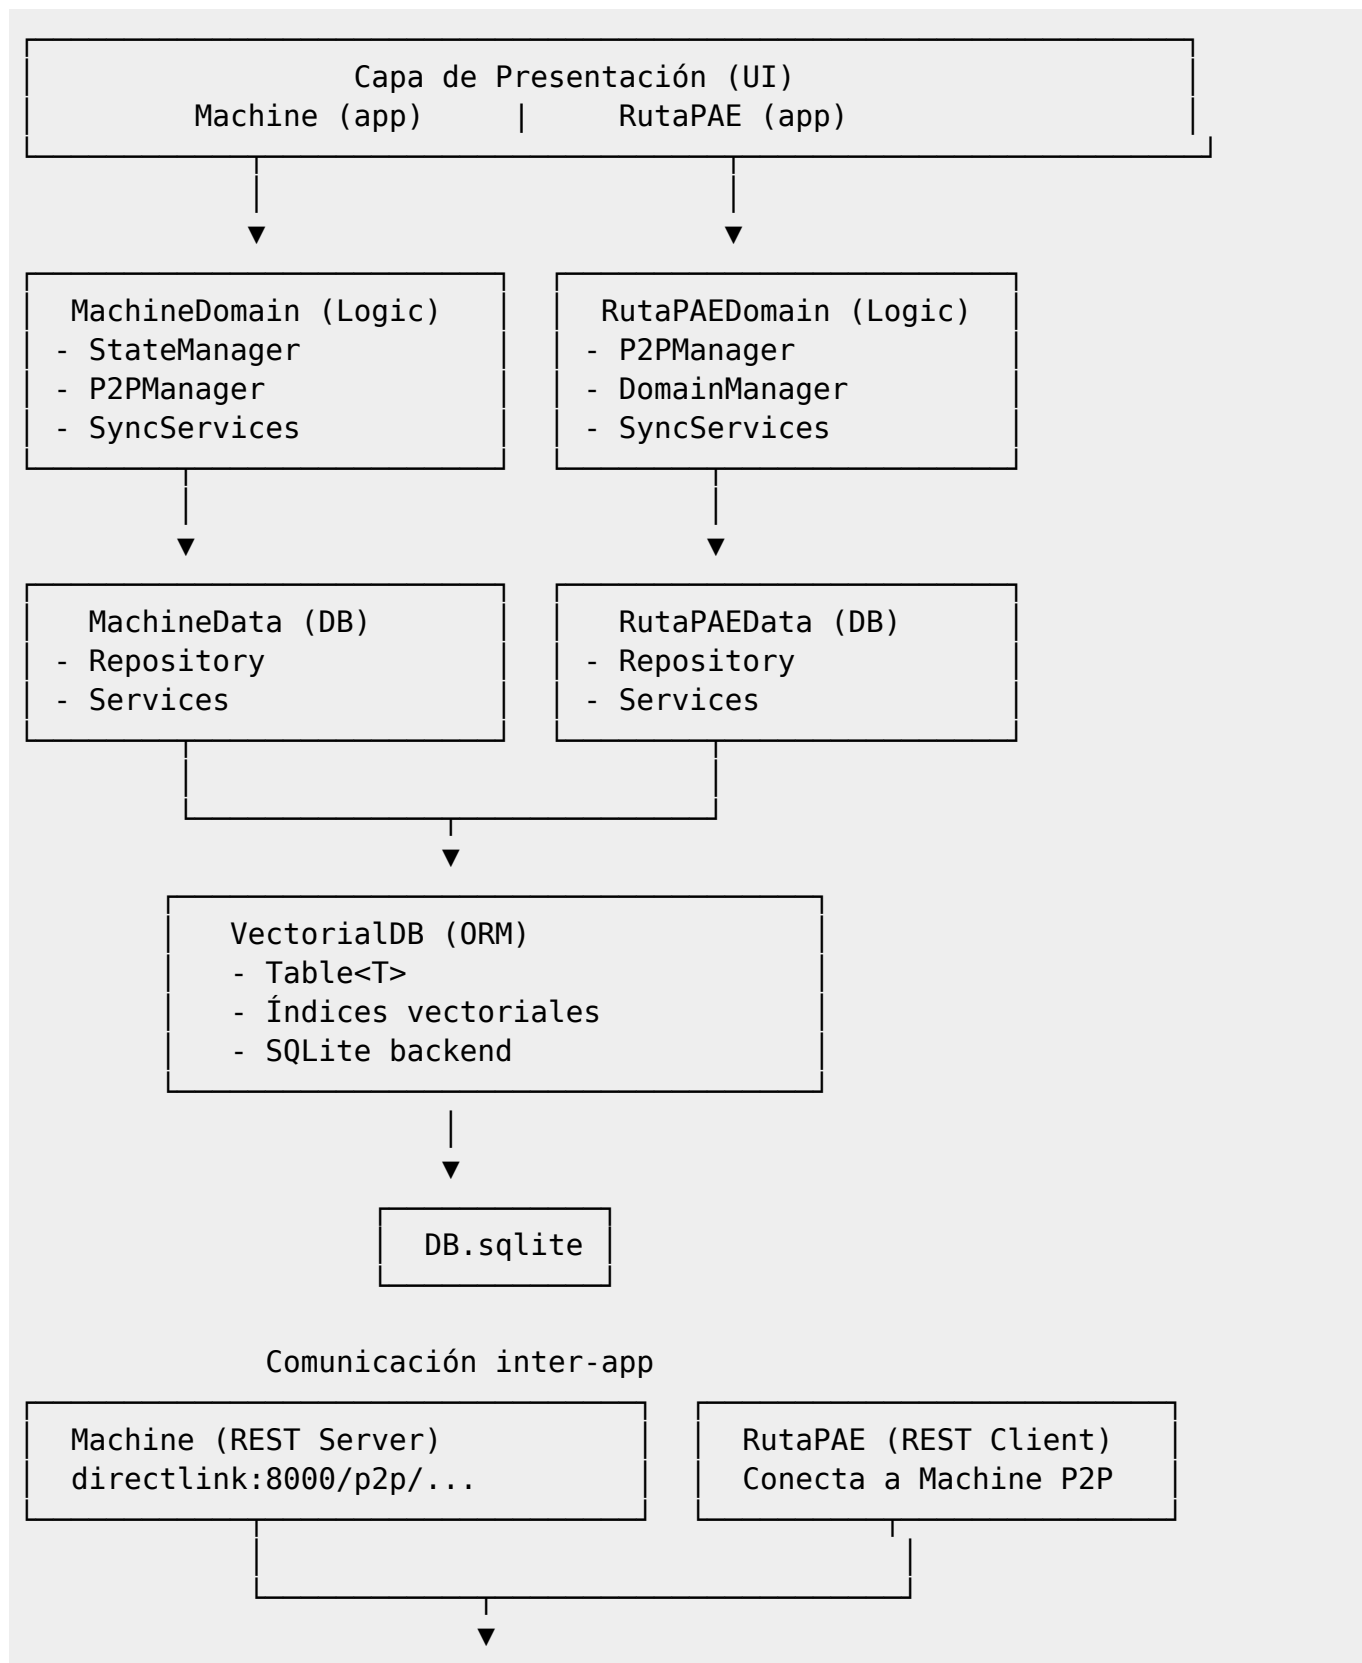 Capa de Presentación (UI)
Machine (app) | RutaPAE (app)
MachineDomain (Logic) RutaPAEDomain (Logic)
- StateManager - P2PManager
- P2PManager - DomainManager
- SyncServices - SyncServices
MachineData (DB) RutaPAEData (DB)
- Repository - Repository
- Services - Services
VectorialDB (ORM)
- Table<T>
- Índices vectoriales
- SQLite backend
DB.sqlite
Comunicación inter-app
Machine (REST Server) RutaPAE (REST Client)
directlink:8000/p2p/... Conecta a Machine P2P